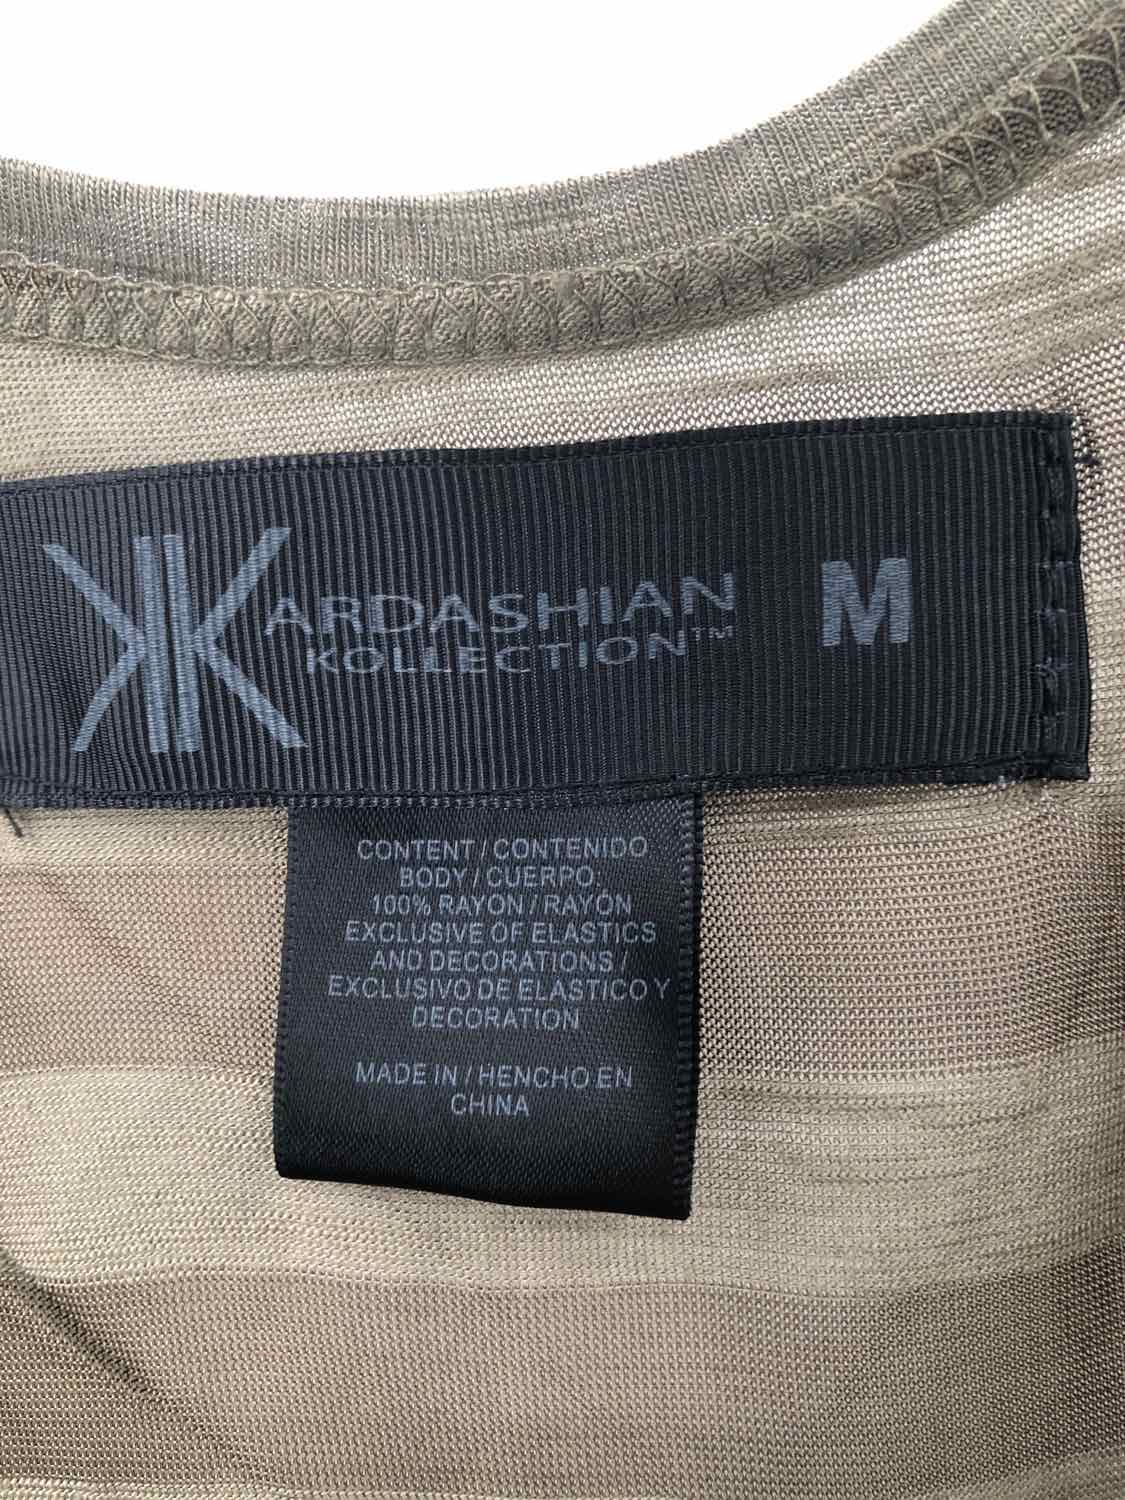 KARDASHIAN M
KOLLECTION™
CONTENT / CONTENIDO
BODY / CUERPO
100% RAYON / RAYÓN
EXCLUSIVE OF ELASTICS
AND DECORATIONS /
EXCLUSIVO DE ELASTICO Y
DECORATION
MADE IN / HENCHO EN
CHINA